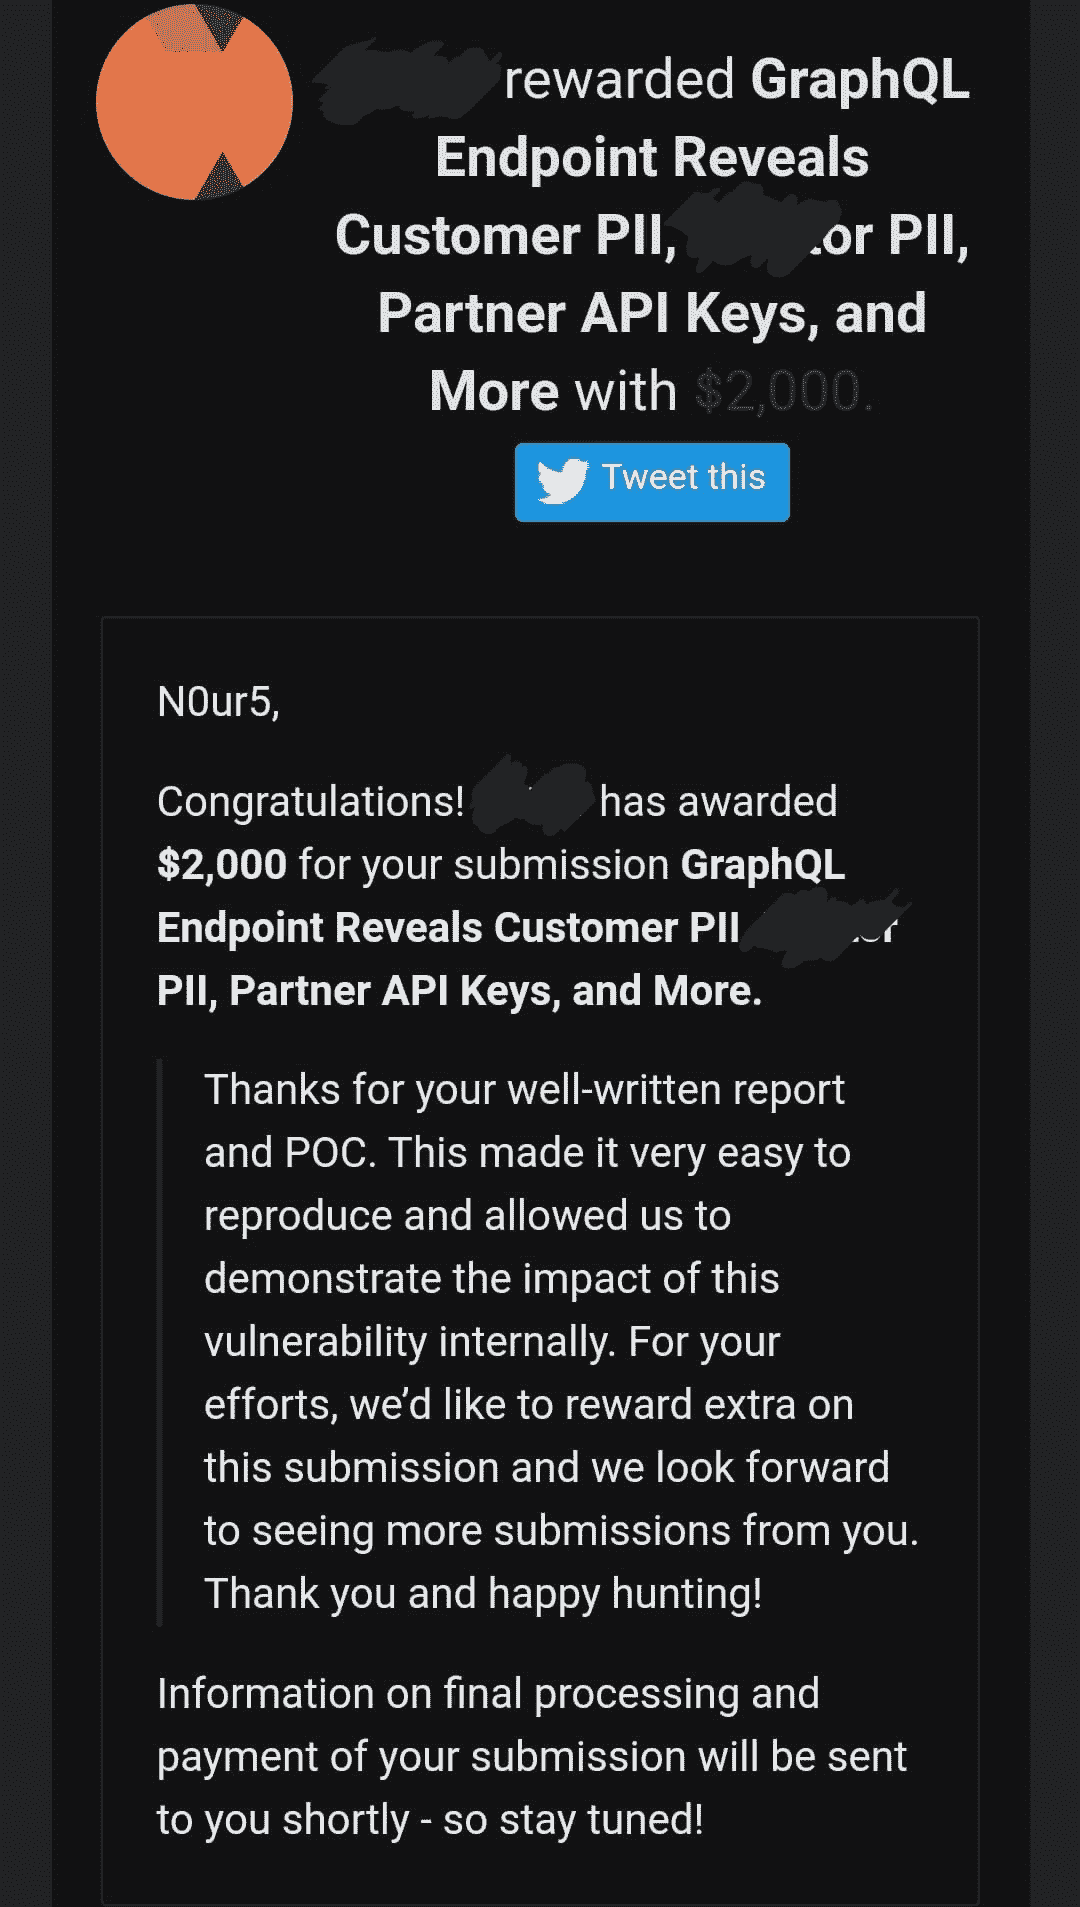 rewarded GraphQL
Endpoint Reveals
Customer PII, PII,
Partner API Keys, and
More with $2,000.
Tweet this
N0ur5,
Congratulations! has awarded
$2,000 for your submission GraphQL
Endpoint Reveals Customer PII
PII, Partner API Keys, and More.
Thanks for your well-written report
and POC. This made it very easy to
reproduce and allowed us to
demonstrate the impact of this
vulnerability internally. For your
efforts, we’d like to reward extra on
this submission and we look forward
to seeing more submissions from you.
Thank you and happy hunting!
Information on final processing and
payment of your submission will be sent
to you shortly - so stay tuned!